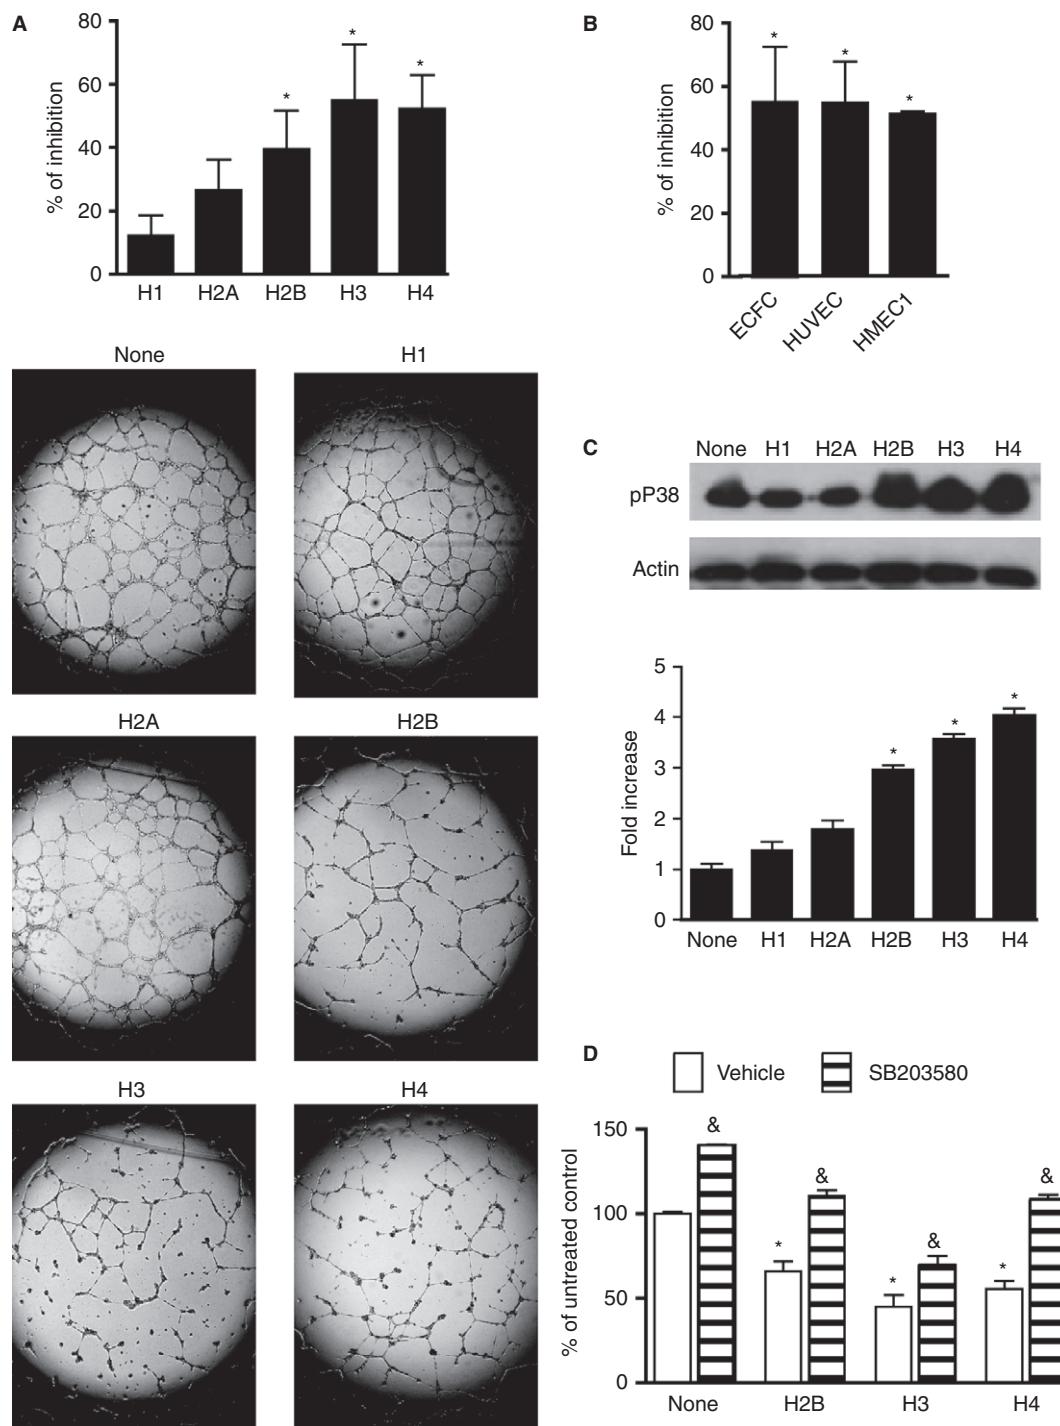 A
80
60
40
20
0
% of inhibition
*
*
*
H1 H2A H2B H3 H4
None H1
H2A H2B
H3 H4
B
80
60
40
20
0
% of inhibition
*
*
*
ECFC HUVEC HMEC1
C
None H1 H2A H2B H3 H4
pP38
Actin
5
4
3
2
1
0
Fold increase
*
*
*
None H1 H2A H2B H3 H4
D
Vehicle SB203580
150
100
50
0
% of untreated control
&
* &
* &
* &
None H2B H3 H4